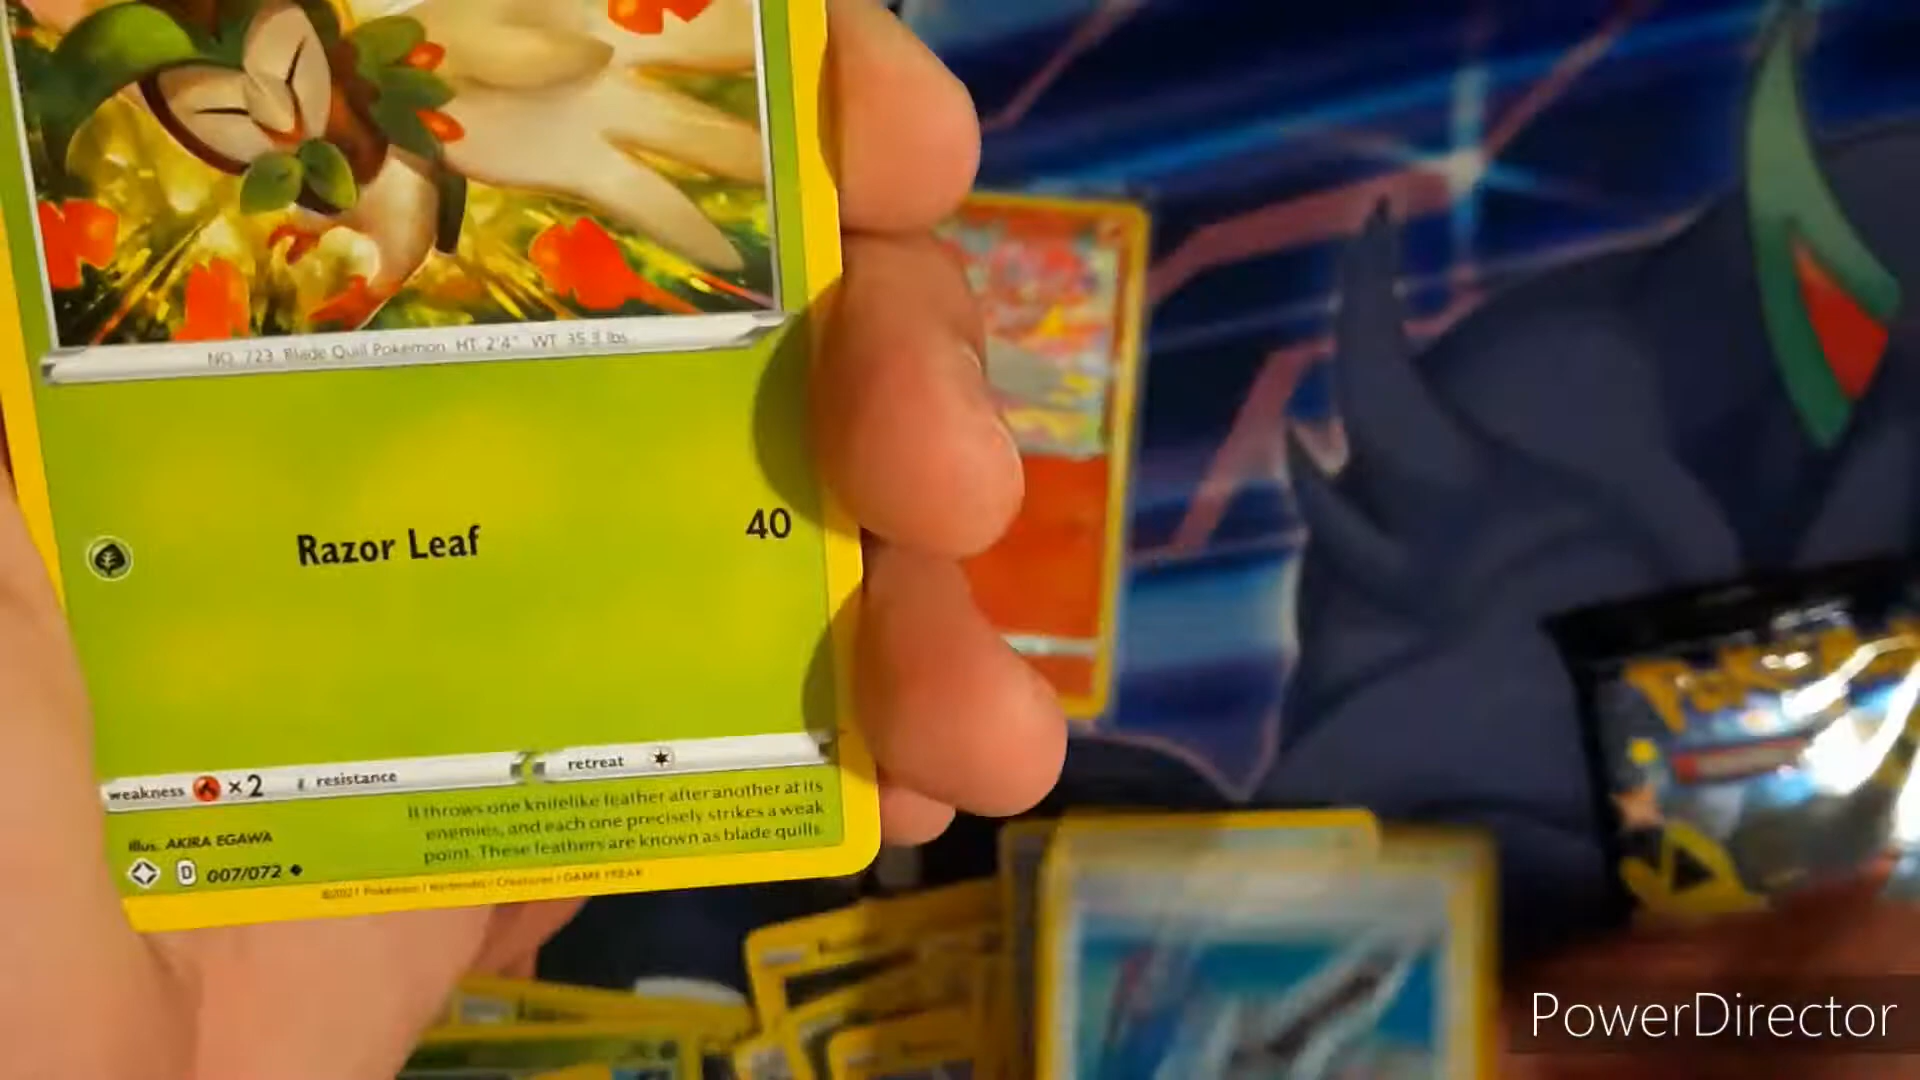 NO. 723 Blade Quill Pokémon HT 2'4" WT 35.3 lbs.
Razor Leaf 40
weakness ×2 resistance retreat
It throws one knifelike feather after another at its
enemies, and each one precisely strikes a weak
point. These feathers are known as blade quills.
Illus. AKIRA EGAWA
D 007/072
©2021 Pokémon / Nintendo / Creatures / GAME FREAK
PowerDirector